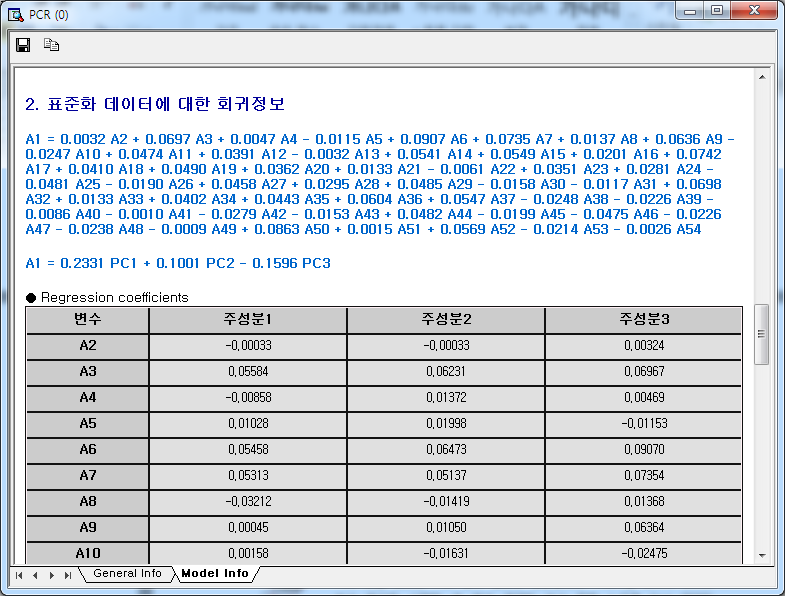 PCR (0)
2. 표준화 데이터에 대한 회귀정보
A1 = 0.0032 A2 + 0.0697 A3 + 0.0047 A4 - 0.0115 A5 + 0.0907 A6 + 0.0735 A7 + 0.0137 A8 + 0.0636 A9 -
0.0247 A10 + 0.0474 A11 + 0.0391 A12 - 0.0032 A13 + 0.0541 A14 + 0.0549 A15 + 0.0201 A16 + 0.0742
A17 + 0.0410 A18 + 0.0490 A19 + 0.0362 A20 + 0.0133 A21 - 0.0061 A22 + 0.0351 A23 + 0.0281 A24 -
0.0481 A25 - 0.0190 A26 + 0.0458 A27 + 0.0295 A28 + 0.0485 A29 - 0.0158 A30 - 0.0117 A31 + 0.0698
A32 + 0.0133 A33 + 0.0402 A34 + 0.0443 A35 + 0.0604 A36 + 0.0547 A37 - 0.0248 A38 - 0.0226 A39 -
0.0086 A40 - 0.0010 A41 - 0.0279 A42 - 0.0153 A43 + 0.0482 A44 - 0.0199 A45 - 0.0475 A46 - 0.0226
A47 - 0.0238 A48 - 0.0009 A49 + 0.0863 A50 + 0.0015 A51 + 0.0569 A52 - 0.0214 A53 - 0.0026 A54
A1 = 0.2331 PC1 + 0.1001 PC2 - 0.1596 PC3
● Regression coefficients
변수 주성분1 주성분2 주성분3
A2 -0.00033 -0.00033 0.00324
A3 0.05584 0.06231 0.06967
A4 -0.00858 0.01372 0.00469
A5 0.01028 0.01998 -0.01153
A6 0.05458 0.06473 0.09070
A7 0.05313 0.05137 0.07354
A8 -0.03212 -0.01419 0.01368
A9 0.00045 0.01050 0.06364
A10 0.00158 -0.01631 -0.02475
General Info Model Info